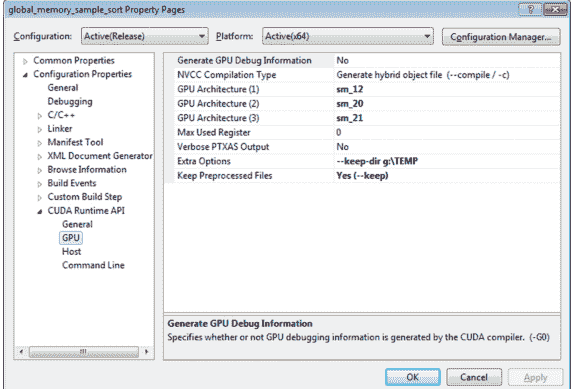 global_memory_sample_sort Property Pages
Configuration: Active(Release) Platform: Active(x64) Configuration Manager...
Common Properties
Configuration Properties
General
Debugging
C/C++
Linker
Manifest Tool
XML Document Generator
Browse Information
Build Events
Custom Build Step
CUDA Runtime API
General
GPU
Host
Command Line
Generate GPU Debug Information No
NVCC Compilation Type Generate hybrid object file (--compile / -c)
GPU Architecture (1) sm_12
GPU Architecture (2) sm_20
GPU Architecture (3) sm_21
Max Used Register 0
Verbose PTXAS Output No
Extra Options --keep-dir g:\TEMP
Keep Preprocessed Files Yes (--keep)
Generate GPU Debug Information
Specifies whether or not GPU debugging information is generated by the CUDA compiler. (-G0)
OK Cancel Apply